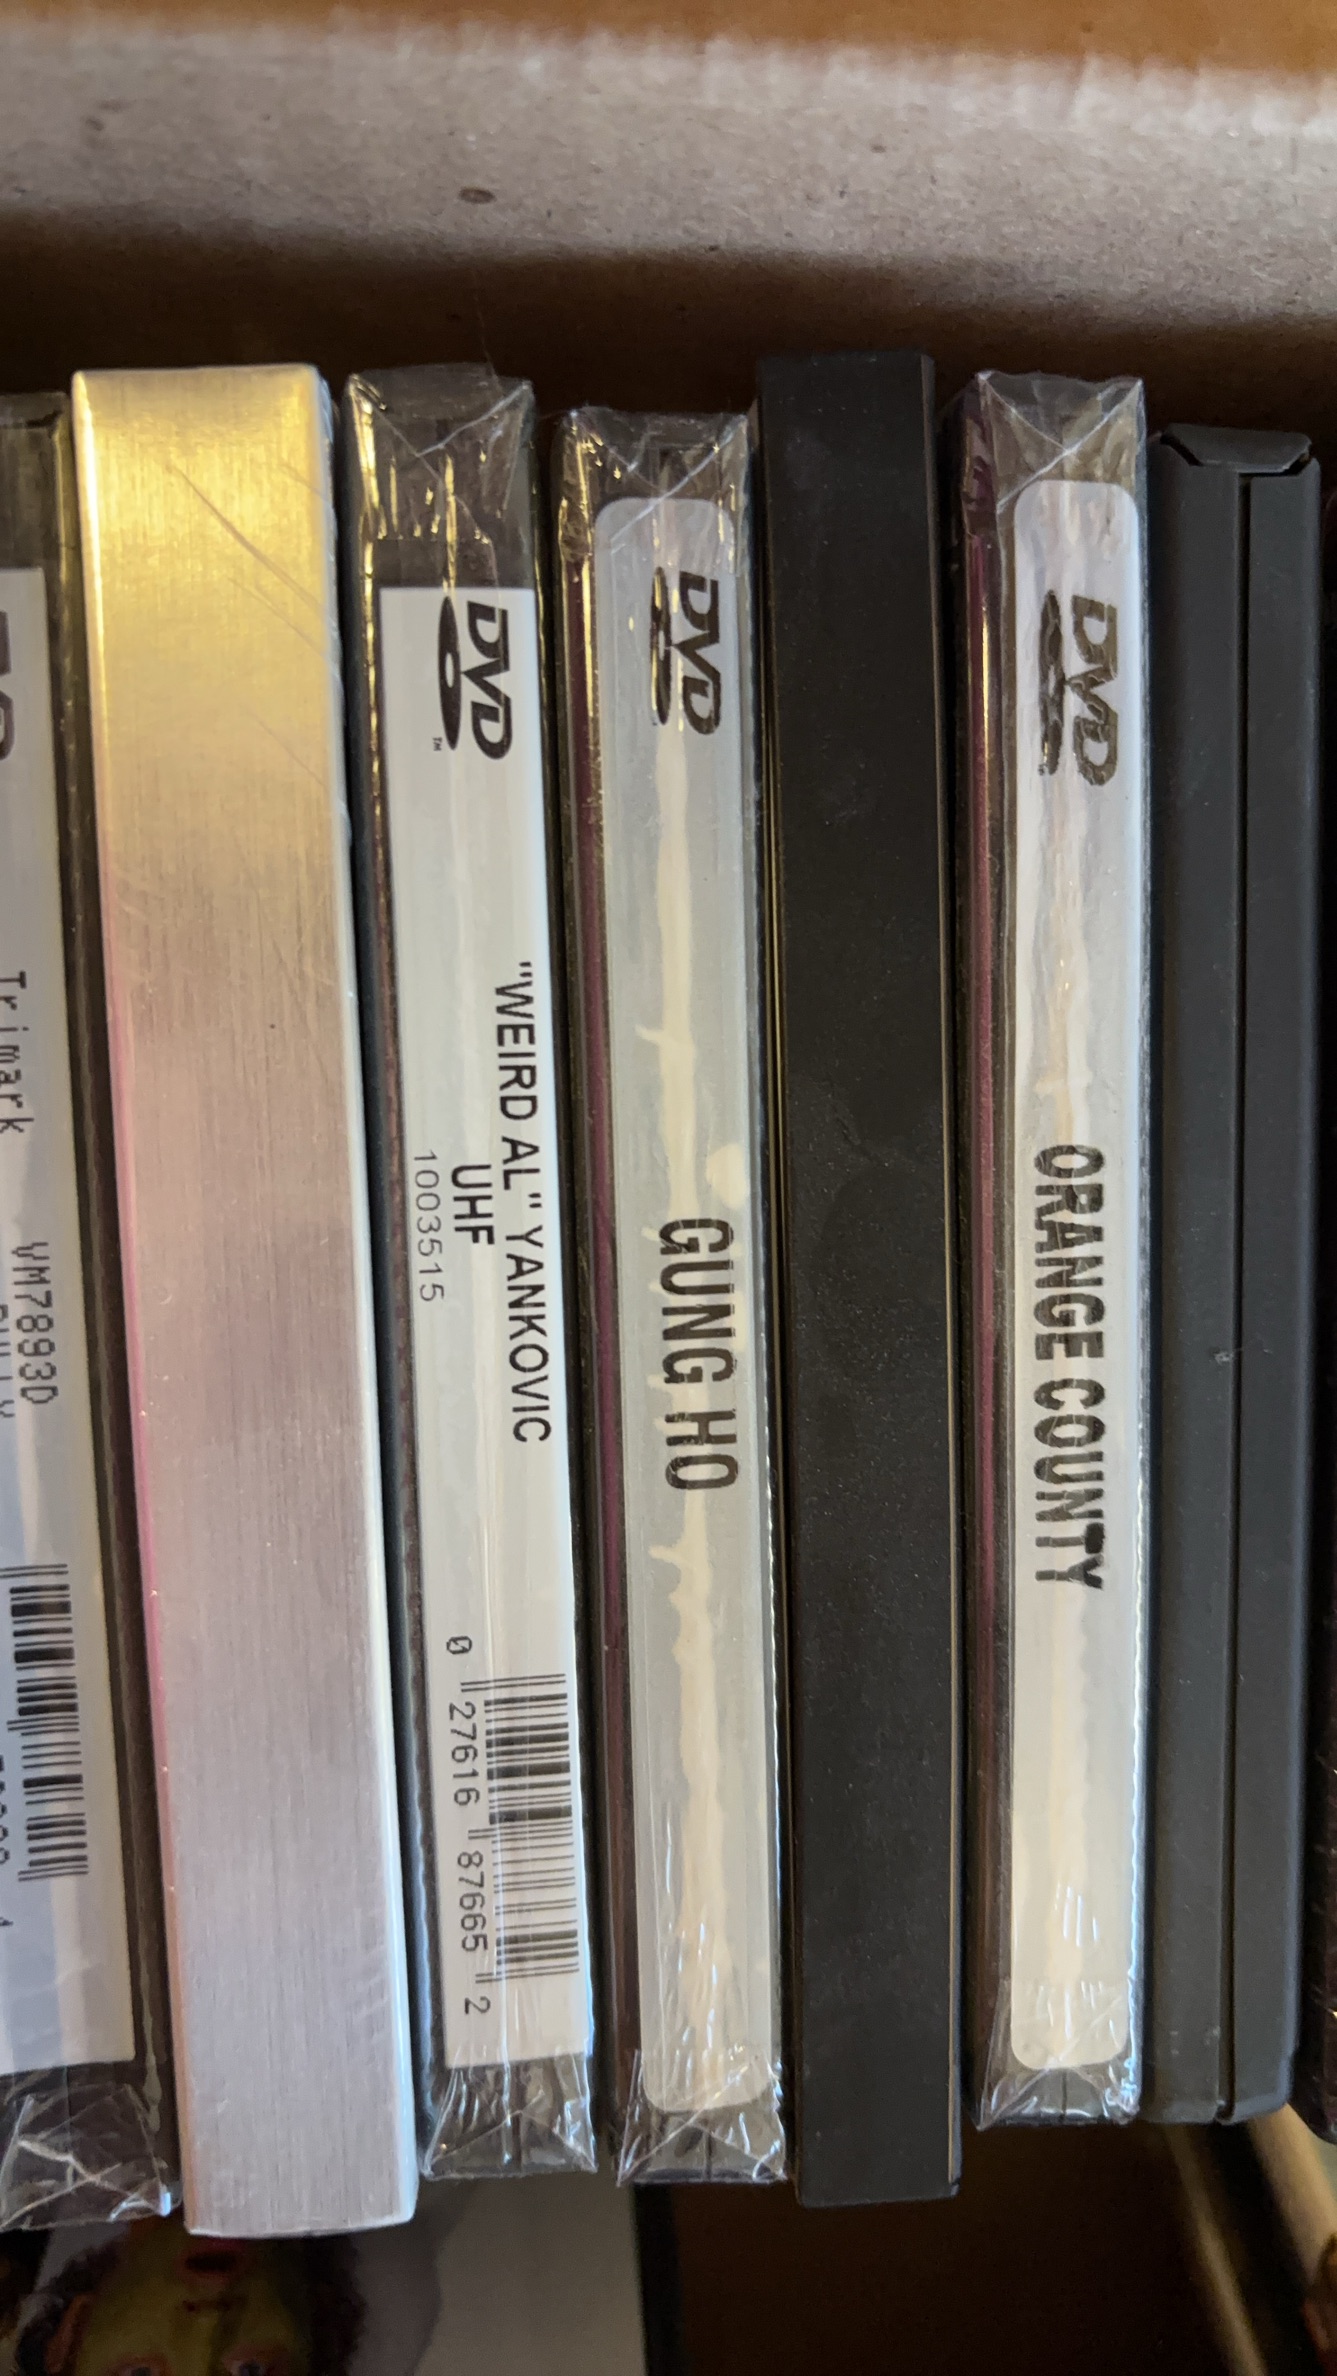 Trimark
VM7893D
DVD
"WEIRD AL" YANKOVIC
UHF
1003515
0 27616 87665 2
DVD
GUNG HO
DVD
ORANGE COUNTY